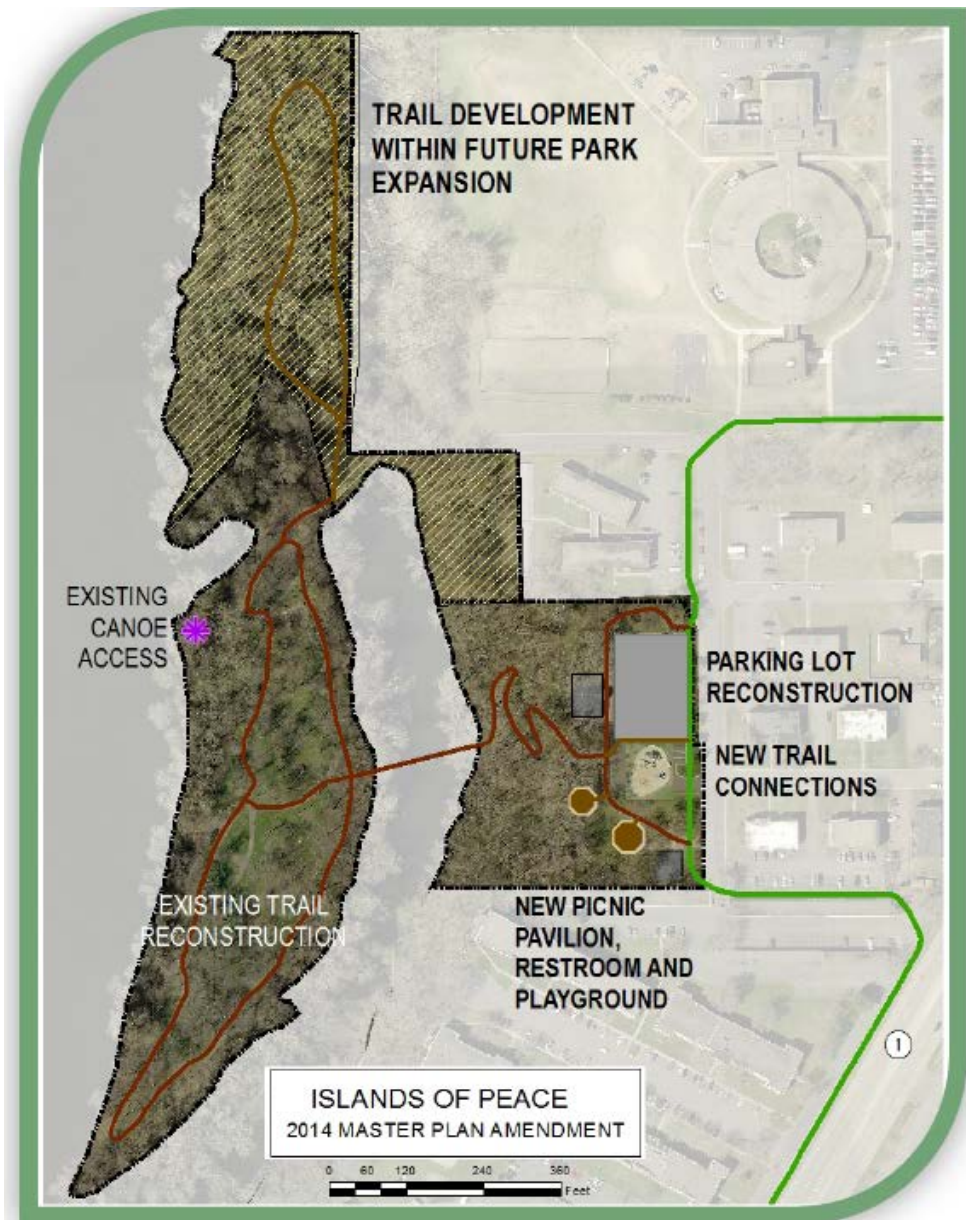 TRAIL DEVELOPMENT
WITHIN FUTURE PARK
EXPANSION
EXISTING
CANOE
ACCESS
PARKING LOT
RECONSTRUCTION
NEW TRAIL
CONNECTIONS
EXISTING TRAIL
RECONSTRUCTION
NEW PICNIC
PAVILION,
RESTROOM AND
PLAYGROUND
1
ISLANDS OF PEACE
2014 MASTER PLAN AMENDMENT
0 60 120 240 360
Feet